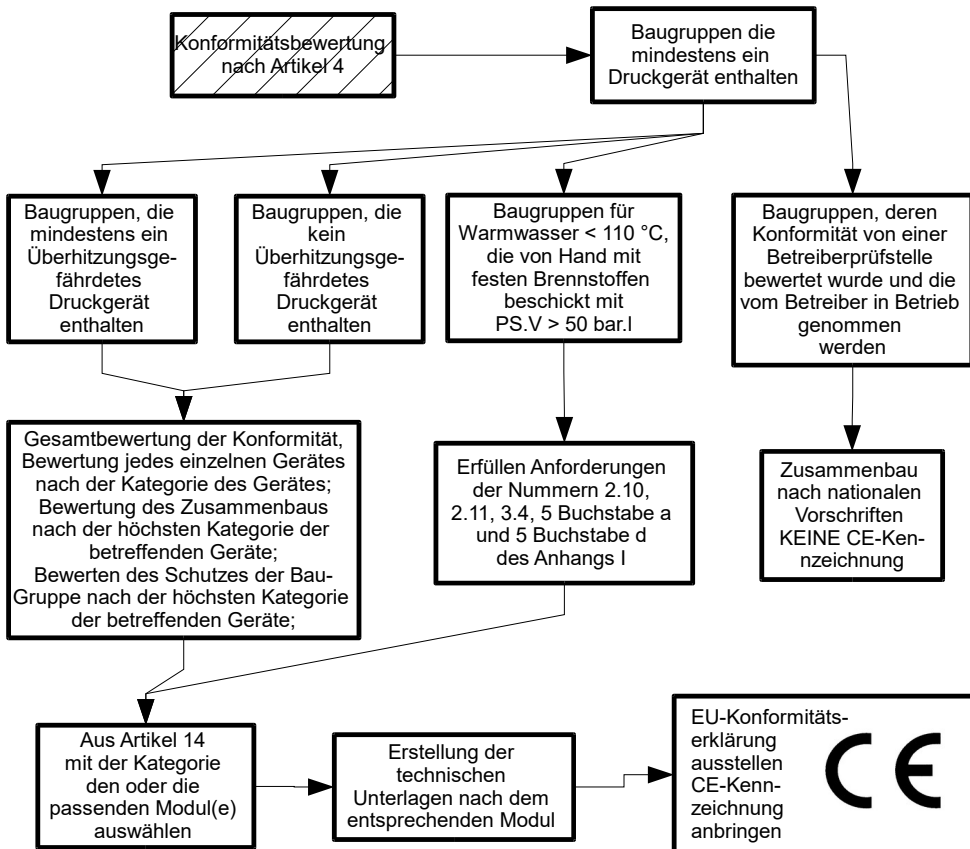 Konformitätsbewertung
nach Artikel 4
Baugruppen die
mindestens ein
Druckgerät enthalten
Baugruppen, die
mindestens ein
Überhitzungsge-
fährdetes
Druckgerät
enthalten
Baugruppen, die
kein
Überhitzungsge-
fährdetes
Druckgerät
enthalten
Baugruppen für
Warmwasser < 110 °C,
die von Hand mit
festen Brennstoffen
beschickt mit
PS.V > 50 bar.l
Baugruppen, deren
Konformität von einer
Betreiberprüfstelle
bewertet wurde und die
vom Betreiber in Betrieb
genommen
werden
Gesamtbewertung der Konformität,
Bewertung jedes einzelnen Gerätes
nach der Kategorie des Gerätes;
Bewertung des Zusammenbaus
nach der höchsten Kategorie der
betreffenden Geräte;
Bewerten des Schutzes der Bau-
Gruppe nach der höchsten Kategorie
der betreffenden Geräte;
Erfüllen Anforderungen
der Nummern 2.10,
2.11, 3.4, 5 Buchstabe a
und 5 Buchstabe d
des Anhangs I
Zusammenbau
nach nationalen
Vorschriften
KEINE CE-Ken-
nzeichnung
Aus Artikel 14
mit der Kategorie
den oder die
passenden Modul(e)
auswählen
Erstellung der
technischen
Unterlagen nach dem
entsprechenden Modul
EU-Konformitäts-
erklärung
ausstellen
CE-Kenn-
zeichnung
anbringen
CE